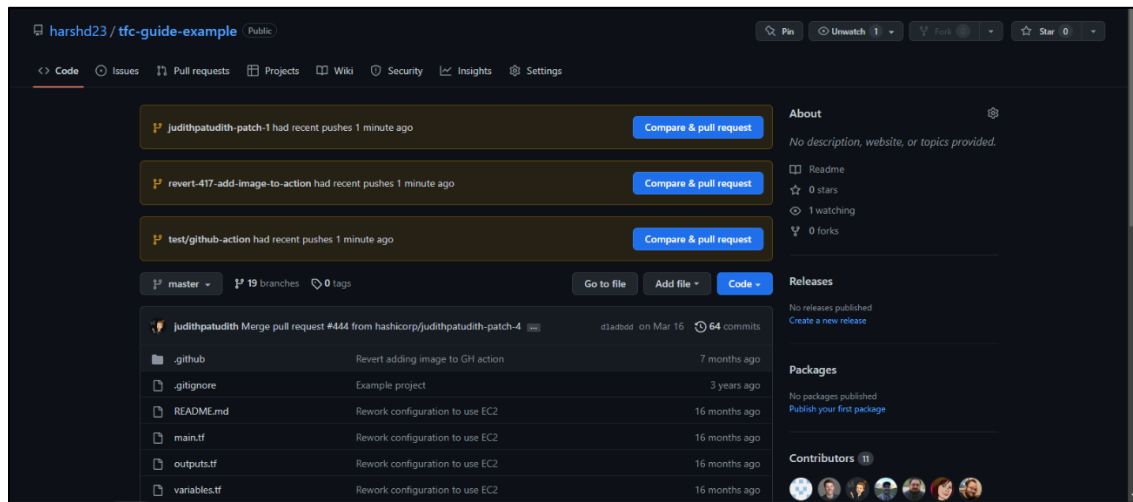 harshd23 / tfc-guide-example Public
Pin Unwatch 1 Fork 0 Star 0
Code Issues Pull requests Projects Wiki Security Insights Settings
judithpatudith-patch-1 had recent pushes 1 minute ago Compare & pull request
revert-417-add-image-to-action had recent pushes 1 minute ago Compare & pull request
test/github-action had recent pushes 1 minute ago Compare & pull request
master 19 branches 0 tags Go to file Add file Code
judithpatudith Merge pull request #444 from hashicorp/judithpatudith-patch-4 ... d1adbdd on Mar 16 64 commits
.github Revert adding image to GH action 7 months ago
.gitignore Example project 3 years ago
README.md Rework configuration to use EC2 16 months ago
main.tf Rework configuration to use EC2 16 months ago
outputs.tf Rework configuration to use EC2 16 months ago
variables.tf Rework configuration to use EC2 16 months ago
About
No description, website, or topics provided.
Readme
0 stars
1 watching
0 forks
Releases
No releases published
Create a new release
Packages
No packages published
Publish your first package
Contributors 11